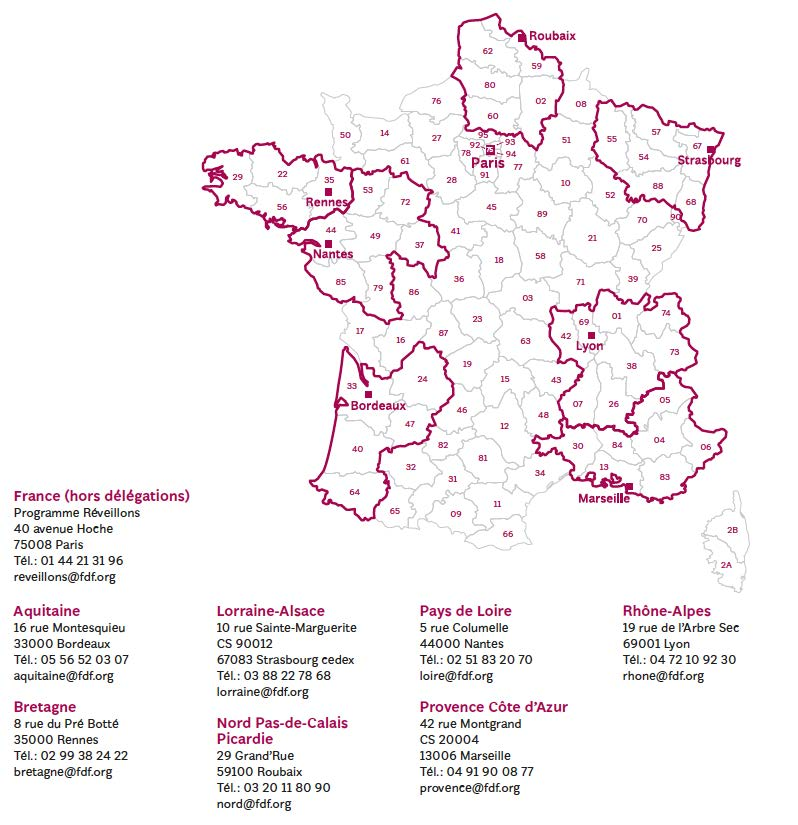 Roubaix
62
59
80
02
08
76
60
50
14
27
95
93
92
75
94
78
Paris
77
91
51
55
57
67
54
Strasbourg
61
88
68
29
22
35
53
28
10
52
90
Rennes
72
56
45
89
70
44
49
37
41
21
25
Nantes
18
58
85
79
86
36
71
39
03
17
16
87
23
63
69
01
74
42
Lyon
73
33
24
19
15
43
38
Bordeaux
07
26
05
47
46
12
48
40
82
81
30
84
04
06
32
31
34
13
83
64
65
09
11
Marseille
66
2B
2A
France (hors délégations)
Programme Réveillons
40 avenue Hoche
75008 Paris
Tél.: 01 44 21 31 96
reveillons@fdf.org
Aquitaine
16 rue Montesquieu
33000 Bordeaux
Tél.: 05 56 52 03 07
aquitaine@fdf.org
Bretagne
8 rue du Pré Botté
35000 Rennes
Tél.: 02 99 38 24 22
bretagne@fdf.org
Lorraine-Alsace
10 rue Sainte-Marguerite
CS 90012
67083 Strasbourg cedex
Tél.: 03 88 22 78 68
lorraine@fdf.org
Nord Pas-de-Calais
Picardie
29 Grand'Rue
59100 Roubaix
Tél.: 03 20 11 80 90
nord@fdf.org
Pays de Loire
5 rue Columelle
44000 Nantes
Tél.: 02 51 83 20 70
loire@fdf.org
Provence Côte d'Azur
42 rue Montgrand
CS 20004
13006 Marseille
Tél.: 04 91 90 08 77
provence@fdf.org
Rhône-Alpes
19 rue de l'Arbre Sec
69001 Lyon
Tél.: 04 72 10 92 30
rhone@fdf.org